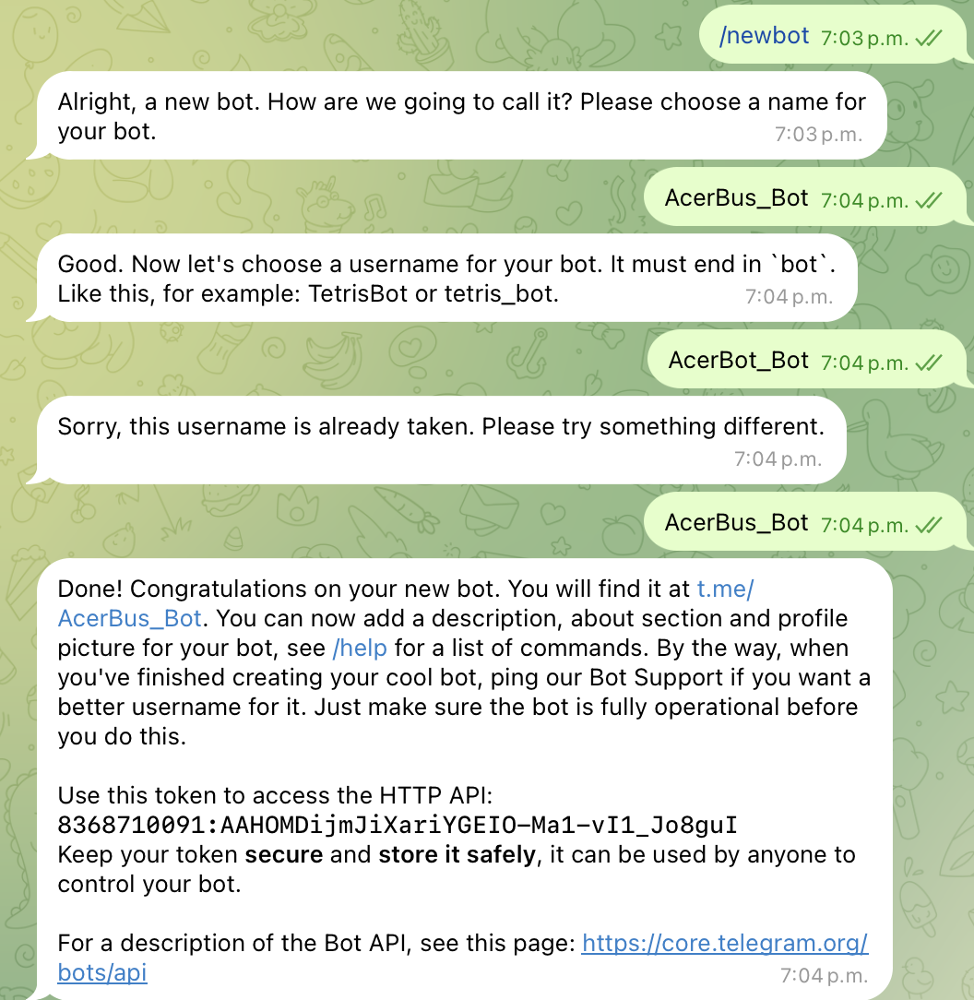 /newbot 7:03 p.m.
Alright, a new bot. How are we going to call it? Please choose a name for
your bot.
7:03 p.m.
AcerBus_Bot 7:04 p.m.
Good. Now let's choose a username for your bot. It must end in `bot`.
Like this, for example: TetrisBot or tetris_bot.
7:04 p.m.
AcerBot_Bot 7:04 p.m.
Sorry, this username is already taken. Please try something different.
7:04 p.m.
AcerBus_Bot 7:04 p.m.
Done! Congratulations on your new bot. You will find it at t.me/
AcerBus_Bot. You can now add a description, about section and profile
picture for your bot, see /help for a list of commands. By the way, when
you've finished creating your cool bot, ping our Bot Support if you want a
better username for it. Just make sure the bot is fully operational before
you do this.
Use this token to access the HTTP API:
8368710091:AAHOMDijmJiXariYGEIO-Ma1-vI1_Jo8guI
Keep your token secure and store it safely, it can be used by anyone to
control your bot.
For a description of the Bot API, see this page: https://core.telegram.org/
bots/api
7:04 p.m.